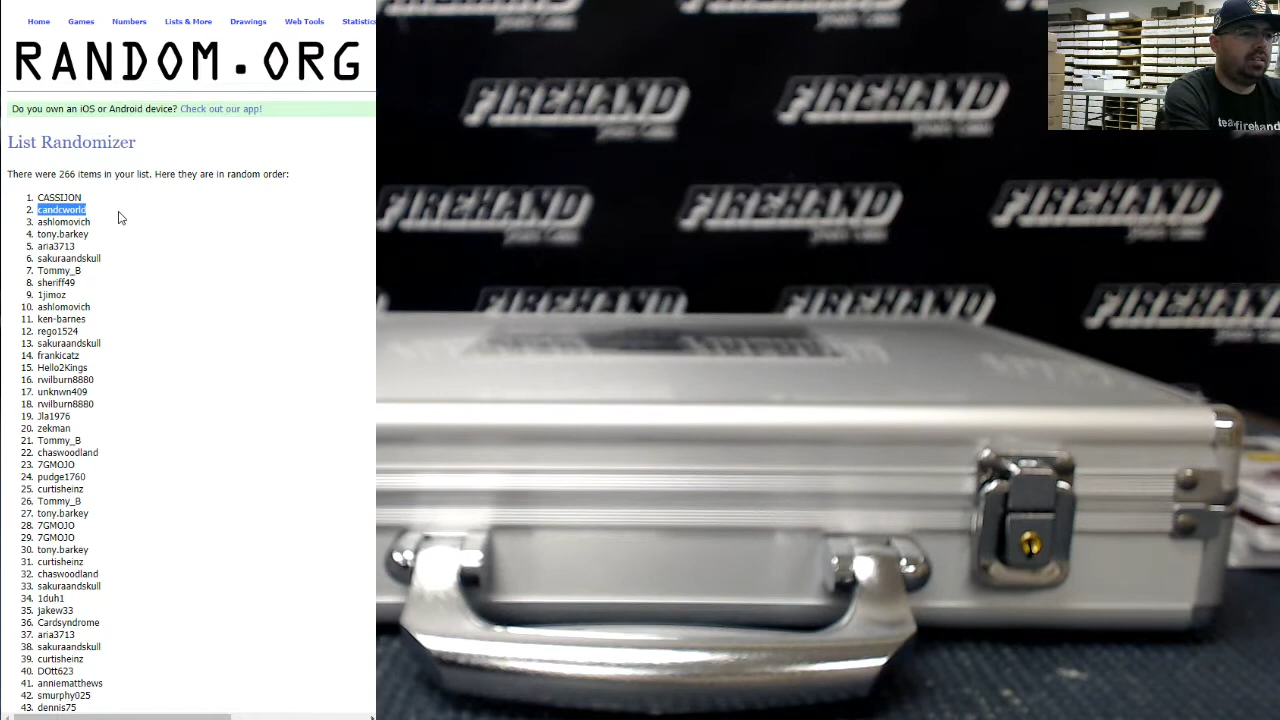 Home Games Numbers Lists & More Drawings Web Tools Statistics
RANDOM.ORG
Do you own an iOS or Android device? Check out our app!
List Randomizer
There were 266 items in your list. Here they are in random order:
1. CASSIJON
2. candcworld
3. ashlomovich
4. tony.barkey
5. aria3713
6. sakuraandskull
7. Tommy_B
8. sheriff49
9. 1jimoz
10. ashlomovich
11. ken-barnes
12. rego1524
13. sakuraandskull
14. frankicatz
15. Hello2Kings
16. rwilburn8880
17. unknwn409
18. rwilburn8880
19. Jla1976
20. zekman
21. Tommy_B
22. chaswoodland
23. 7GMOJO
24. pudge1760
25. curtisheinz
26. Tommy_B
27. tony.barkey
28. 7GMOJO
29. 7GMOJO
30. tony.barkey
31. curtisheinz
32. chaswoodland
33. sakuraandskull
34. 1duh1
35. jakew33
36. Cardsyndrome
37. aria3713
38. sakuraandskull
39. curtisheinz
40. DOtt623
41. anniematthews
42. smurphy025
43. dennis75
FIREHAND FIREHAND
FIREHAND FIREHAND FIREHAND
FIREHAND FIREHAND FIREHAND
teamfirehand